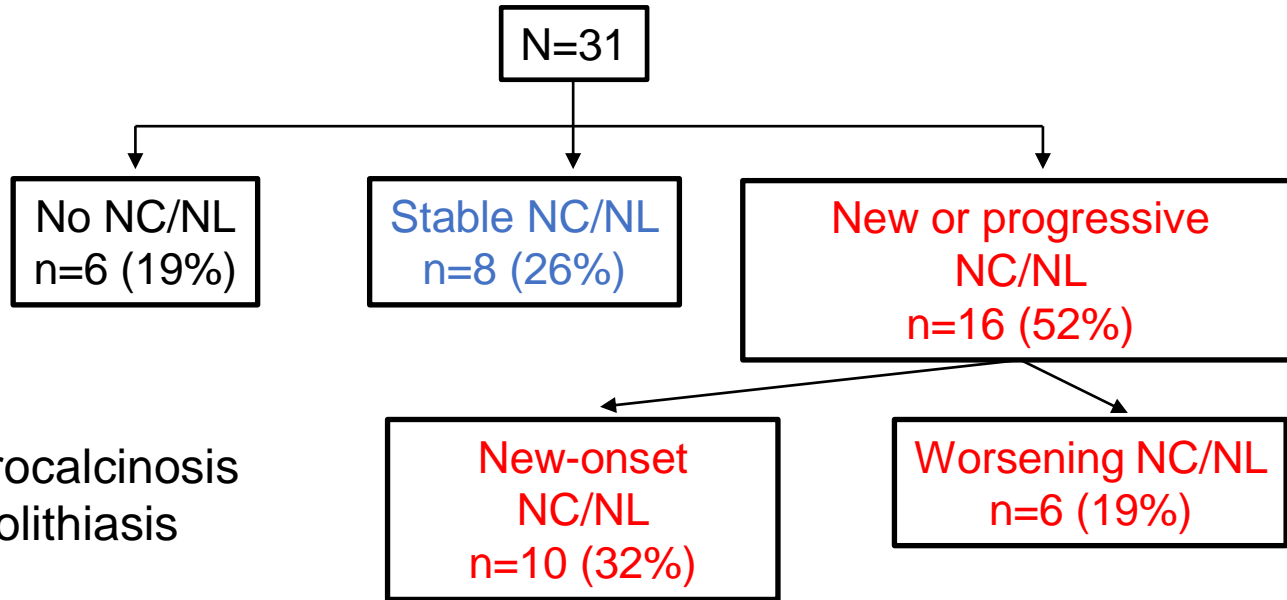 N=31
No NC/NL
n=6 (19%)
Stable NC/NL
n=8 (26%)
New or progressive
NC/NL
n=16 (52%)
rocalcinosis
olithiasis
New-onset
NC/NL
n=10 (32%)
Worsening NC/NL
n=6 (19%)